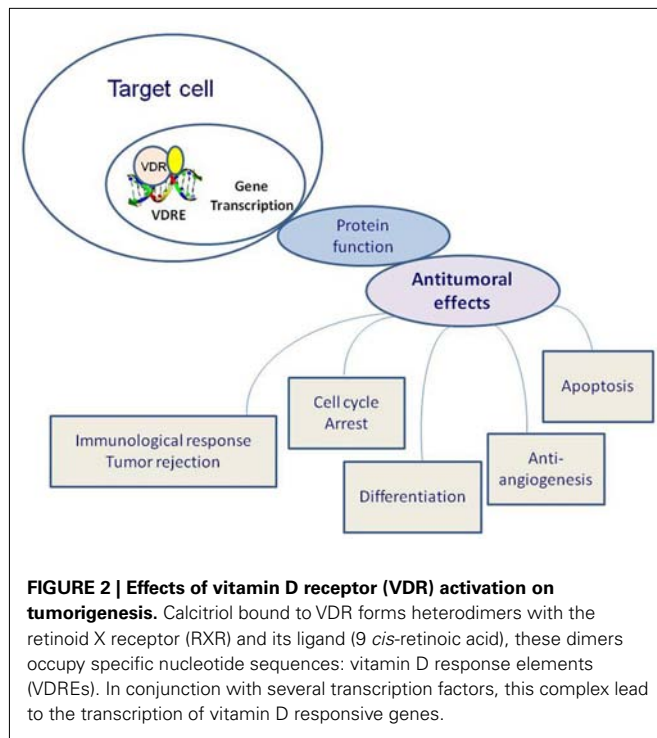 Target cell
VDR
VDRE
Gene
Transcription
Protein
function
Antitumoral
effects
Immunological response
Tumor rejection
Cell cycle
Arrest
Differentiation
Anti-
angiogenesis
Apoptosis
FIGURE 2 | Effects of vitamin D receptor (VDR) activation on
tumorigenesis. Calcitriol bound to VDR forms heterodimers with the
retinoid X receptor (RXR) and its ligand (9 cis-retinoic acid), these dimers
occupy specific nucleotide sequences: vitamin D response elements
(VDREs). In conjunction with several transcription factors, this complex lead
to the transcription of vitamin D responsive genes.